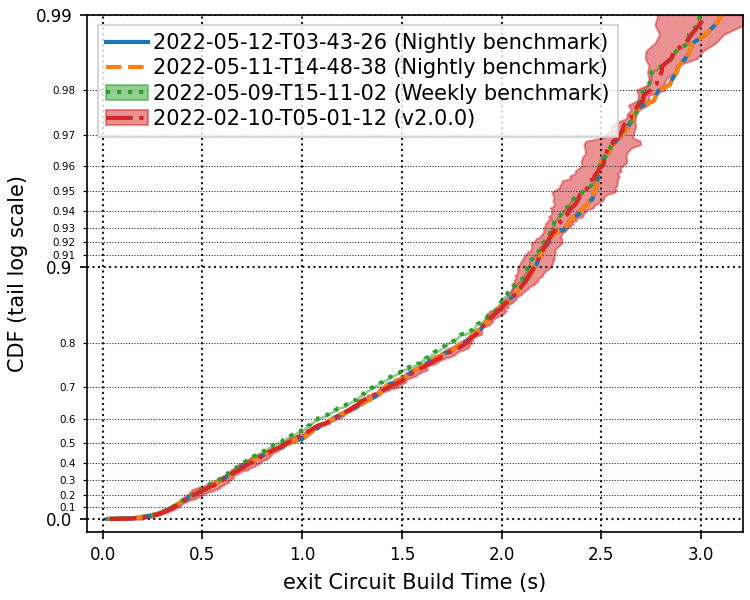 0.99
2022-05-12-T03-43-26 (Nightly benchmark)
2022-05-11-T14-48-38 (Nightly benchmark)
2022-05-09-T15-11-02 (Weekly benchmark)
2022-02-10-T05-01-12 (v2.0.0)
0.98
0.97
0.96
0.95
0.94
0.93
0.92
0.91
0.9
0.8
0.7
0.6
0.5
0.4
0.3
0.2
0.1
0.0
CDF (tail log scale)
0.0 0.5 1.0 1.5 2.0 2.5 3.0
exit Circuit Build Time (s)